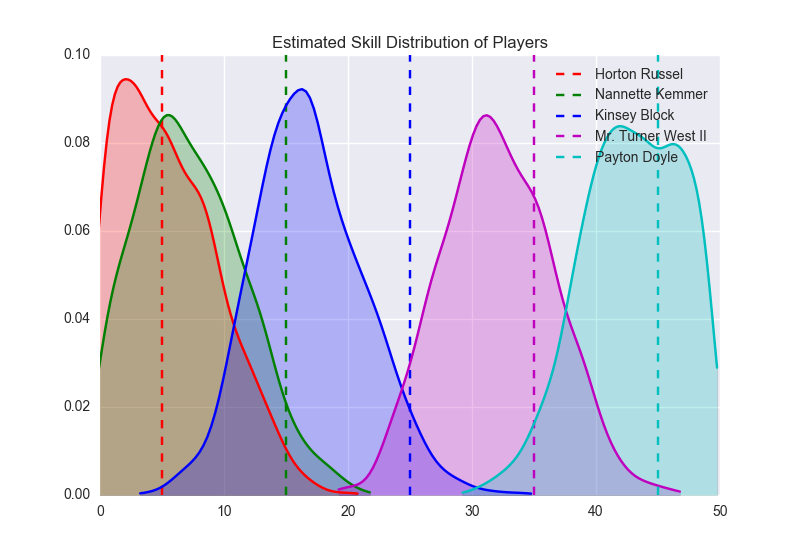 Estimated Skill Distribution of Players
0.10
0.08
0.06
0.04
0.02
0.00
Horton Russel
Nannette Kemmer
Kinsey Block
Mr. Turner West II
Payton Doyle
0 10 20 30 40 50